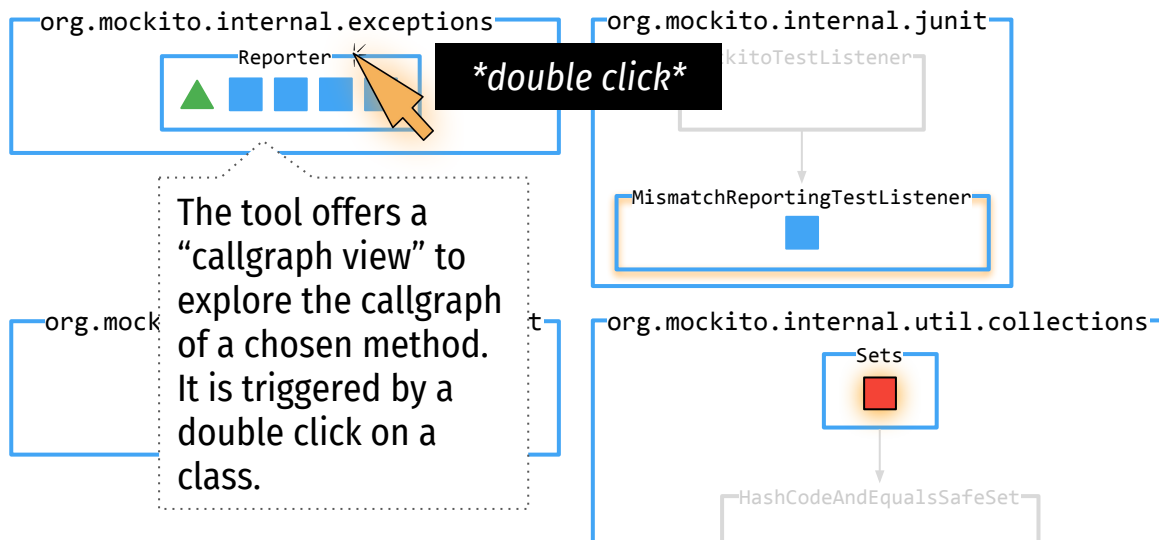 org.mockito.internal.exceptions
Reporter
*double click*
org.mockito.internal.junit
MismatchReportingTestListener
The tool offers a
“callgraph view” to
explore the callgraph
of a chosen method.
It is triggered by a
double click on a
class.
org.mockito.internal.util.collections
Sets
HashCodeAndEqualsSafeSet